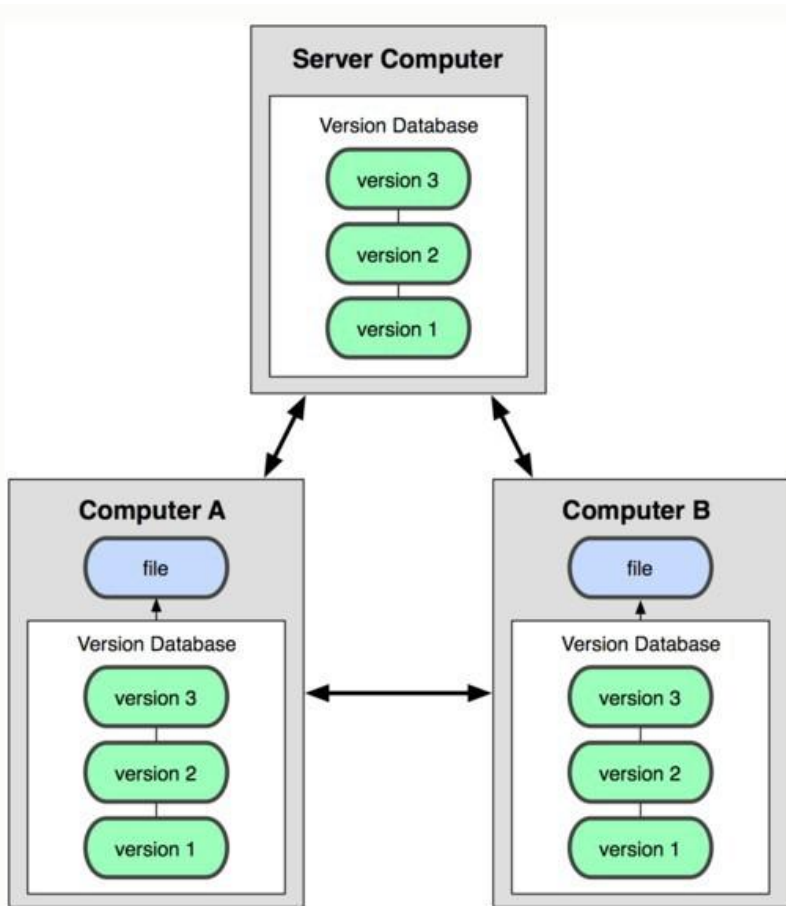 Server Computer
Version Database
version 3
version 2
version 1
Computer A
file
Version Database
version 3
version 2
version 1
Computer B
file
Version Database
version 3
version 2
version 1